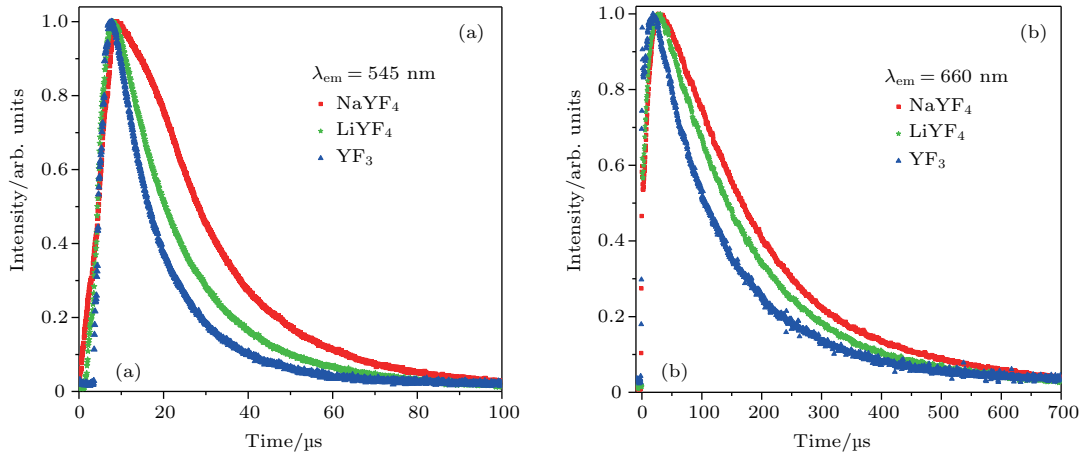 (a)
λem = 545 nm
NaYF4
LiYF4
YF3
Intensity/arb. units
1.0
0.8
0.6
0.4
0.2
0
(a)
0 20 40 60 80 100
Time/µs
(b)
λem = 660 nm
NaYF4
LiYF4
YF3
Intensity/arb. units
1.0
0.8
0.6
0.4
0.2
0
(b)
0 100 200 300 400 500 600 700
Time/µs